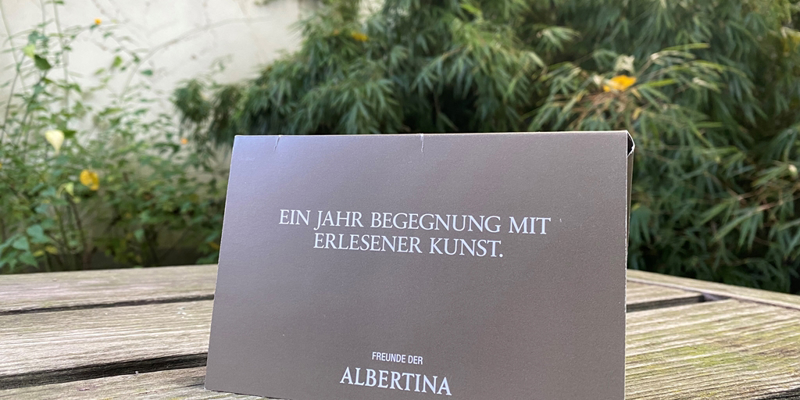 EIN JAHR BEGEGNUNG MIT
ERLESENER KUNST.
FREUNDE DER
ALBERTINA